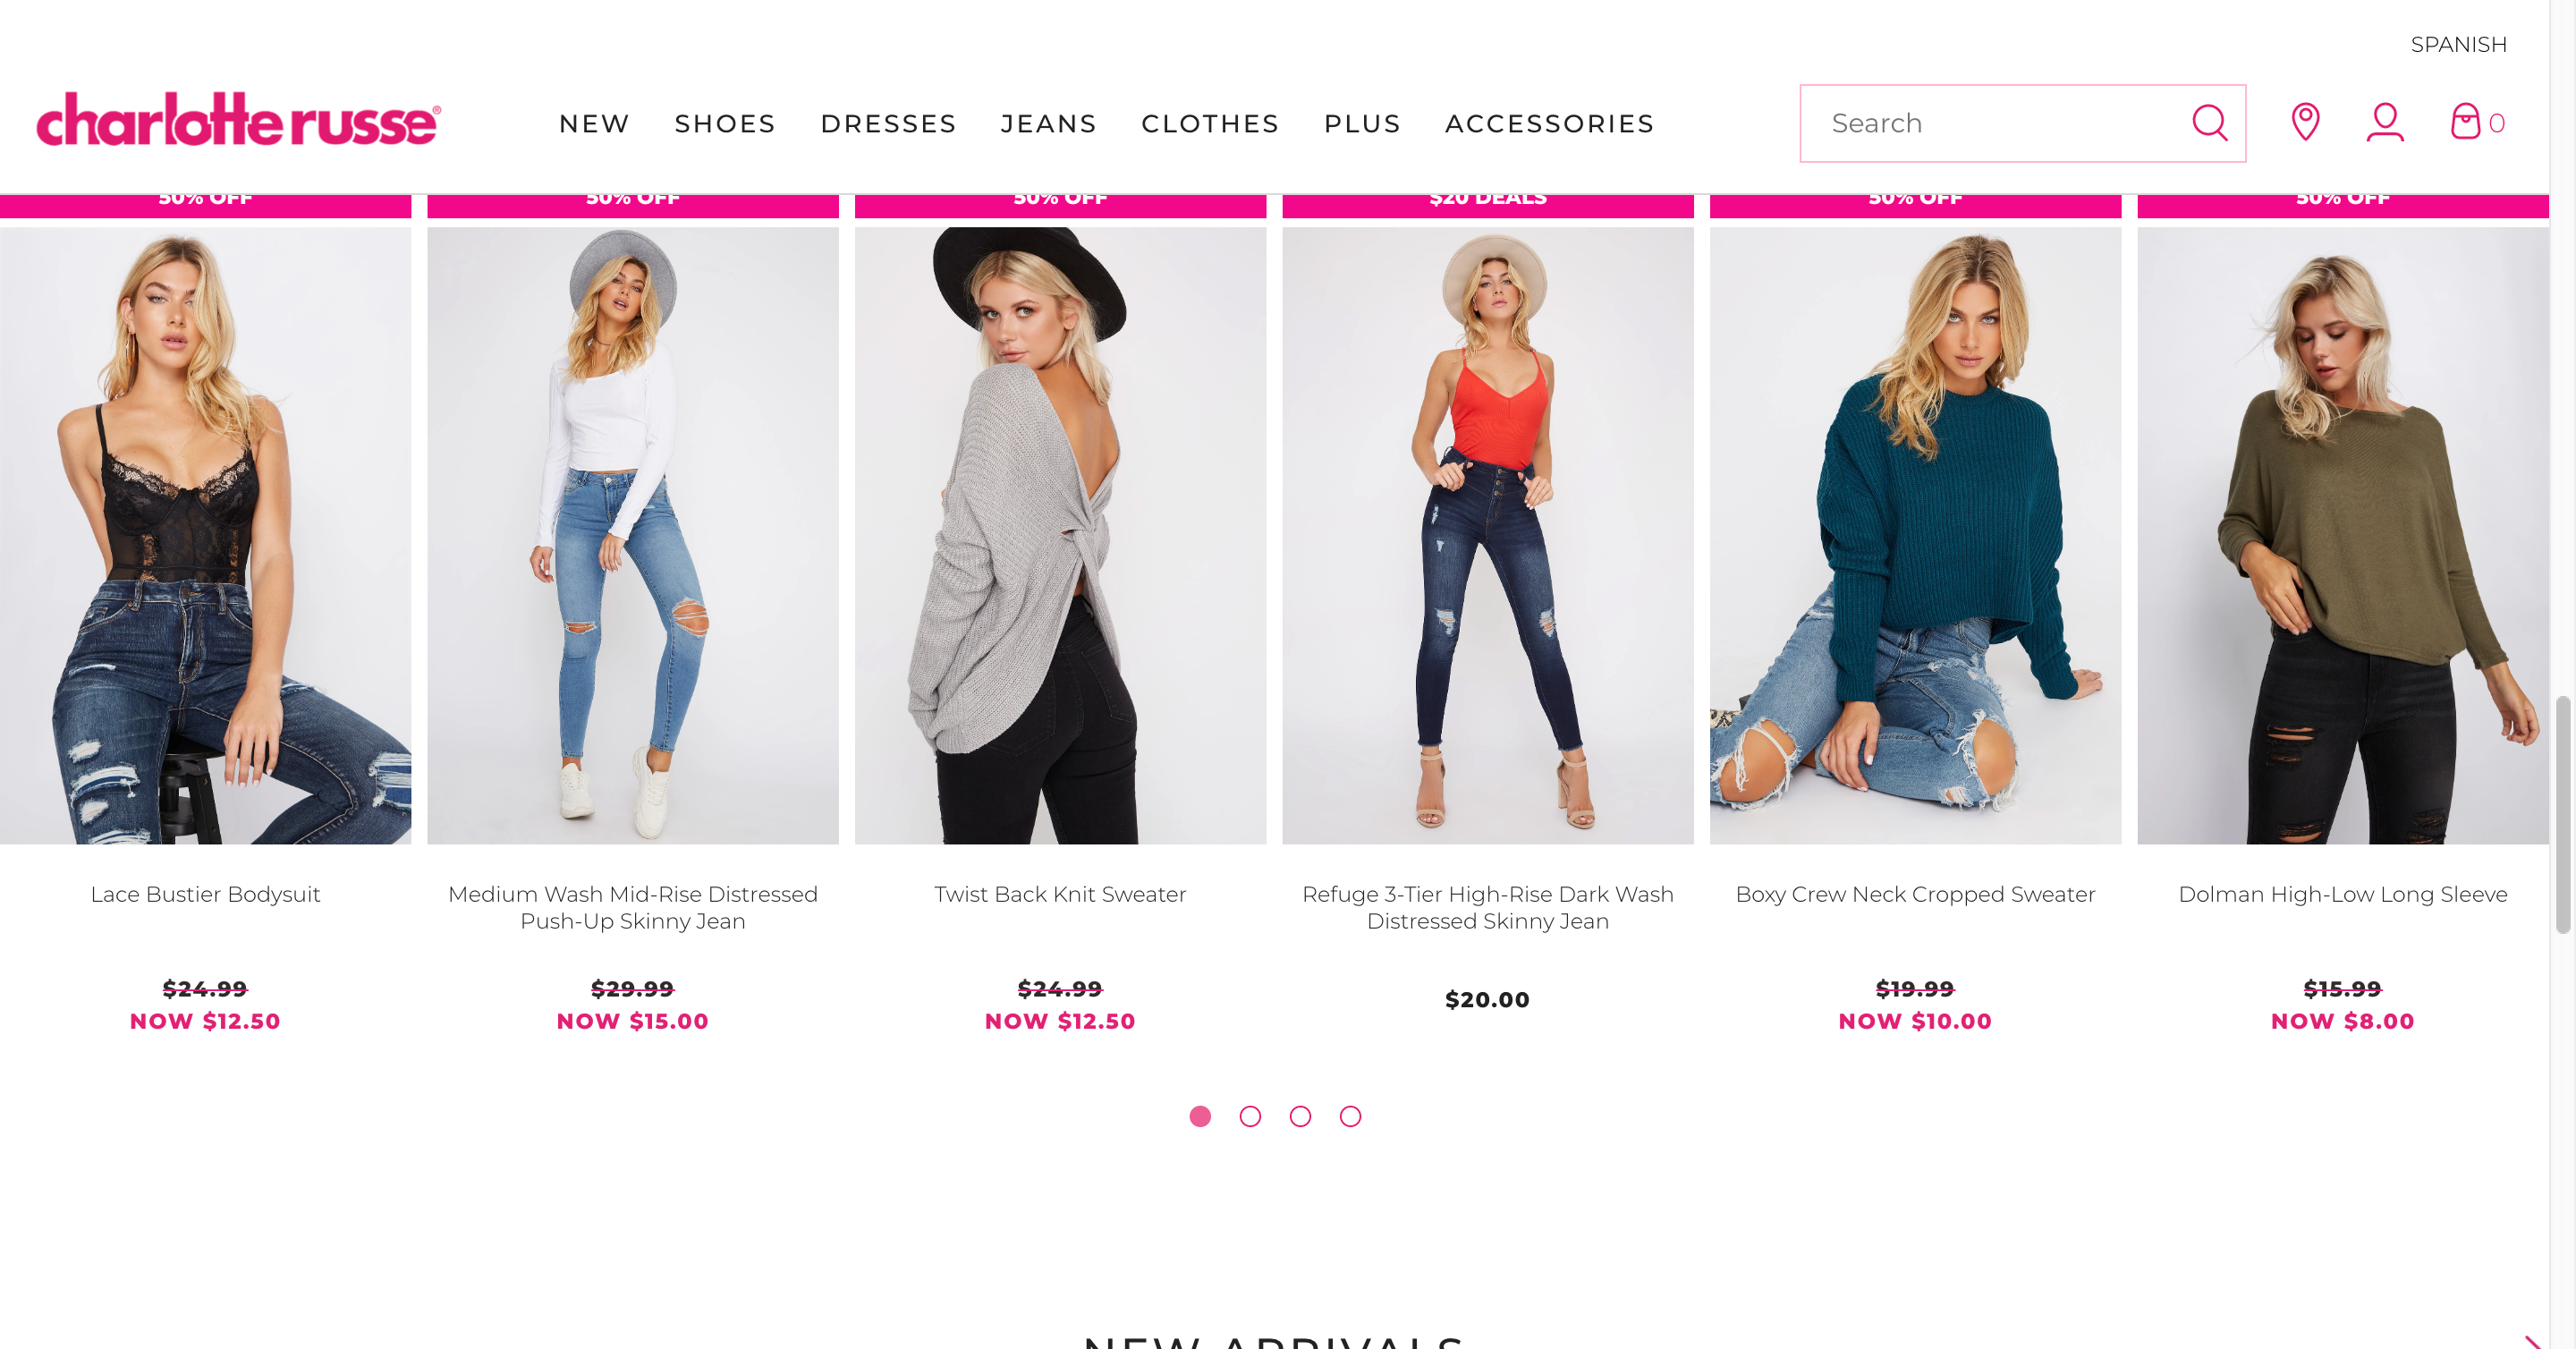 SPANISH
charlotte russe®
NEW SHOES DRESSES JEANS CLOTHES PLUS ACCESSORIES
Search
0
50% OFF
50% OFF
50% OFF
$20 DEALS
50% OFF
50% OFF
Lace Bustier Bodysuit
$24.99
NOW $12.50
Medium Wash Mid-Rise Distressed
Push-Up Skinny Jean
$29.99
NOW $15.00
Twist Back Knit Sweater
$24.99
NOW $12.50
Refuge 3-Tier High-Rise Dark Wash
Distressed Skinny Jean
$20.00
Boxy Crew Neck Cropped Sweater
$19.99
NOW $10.00
Dolman High-Low Long Sleeve
$15.99
NOW $8.00
NEW ARRIVALS